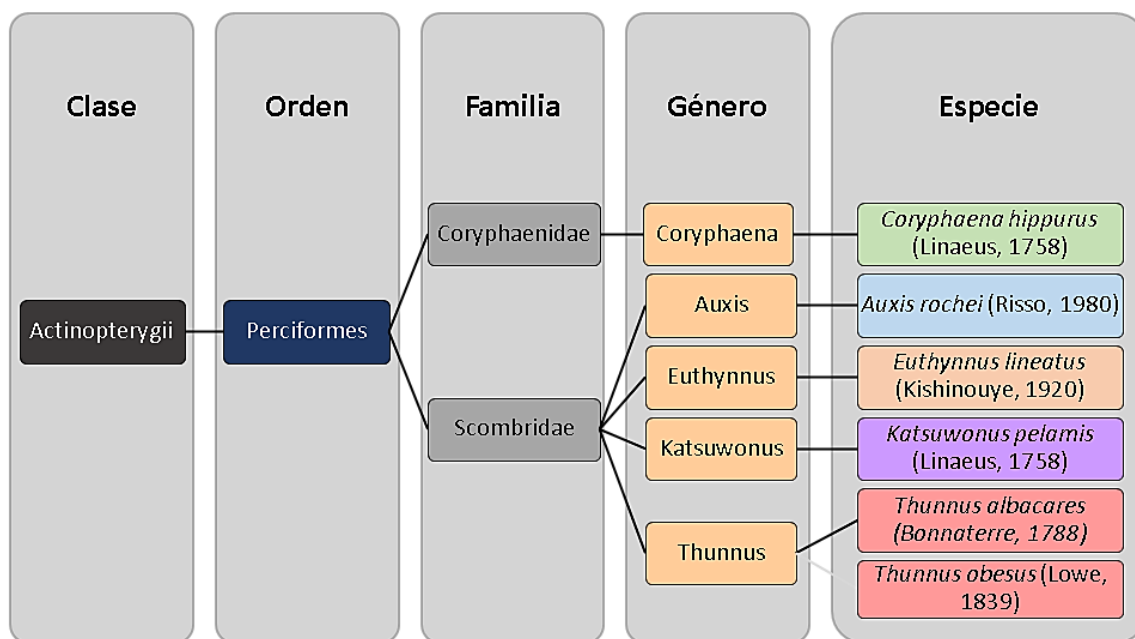 Clase
Orden
Familia
Género
Especie
Actinopterygii
Perciformes
Coryphaenidae
Scombridae
Coryphaena
Auxis
Euthynnus
Katsuwonus
Thunnus
Coryphaena hippurus
(Linaeus, 1758)
Auxis rochei (Risso, 1980)
Euthynnus lineatus
(Kishinouye, 1920)
Katsuwonus pelamis
(Linaeus, 1758)
Thunnus albacares
(Bonnaterre, 1788)
Thunnus obesus (Lowe,
1839)